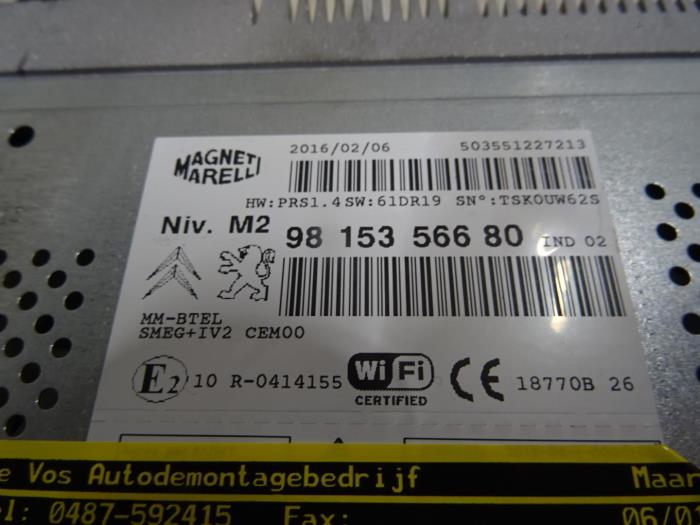 2016/02/06 503551227213
MAGNETI
MARELLI
HW:PRS1.4 SW:61DR19 SN°:TSKOUW62S
Niv. M2 98 153 566 80 IND 02
MM-BTEL
SMEG+IV2 CEM00
E2 10 R-0414155 WiFi CE 18770B 26
CERTIFIED
e Vos Autodemontagebedrijf Maar
el: 0487-592415 Fax: 06/0